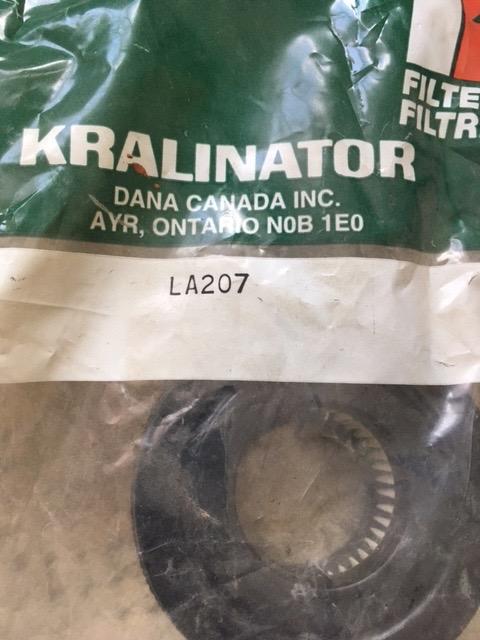 FILTE
FILTR
KRALINATOR
DANA CANADA INC.
AYR, ONTARIO N0B 1E0
LA207